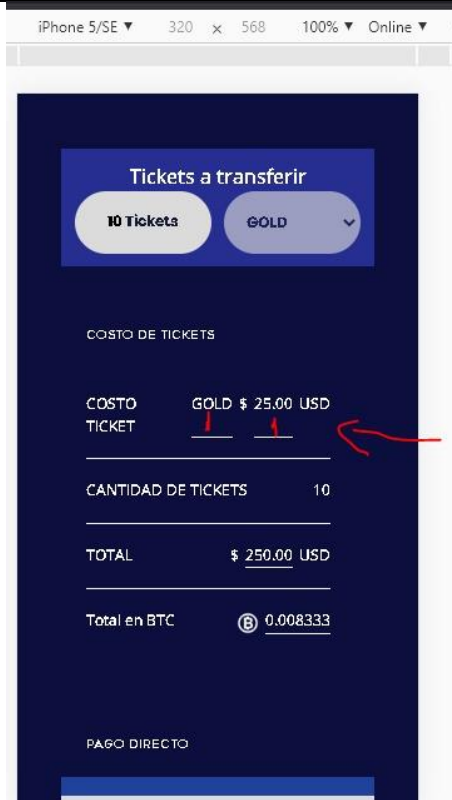 iPhone 5/SE ▼ 320 x 568 100% ▼ Online ▼
Tickets a transferir
10 Tickets GOLD
COSTO DE TICKETS
COSTO GOLD $ 25.00 USD
TICKET
CANTIDAD DE TICKETS 10
TOTAL $ 250.00 USD
Total en BTC 0.008333
PAGO DIRECTO